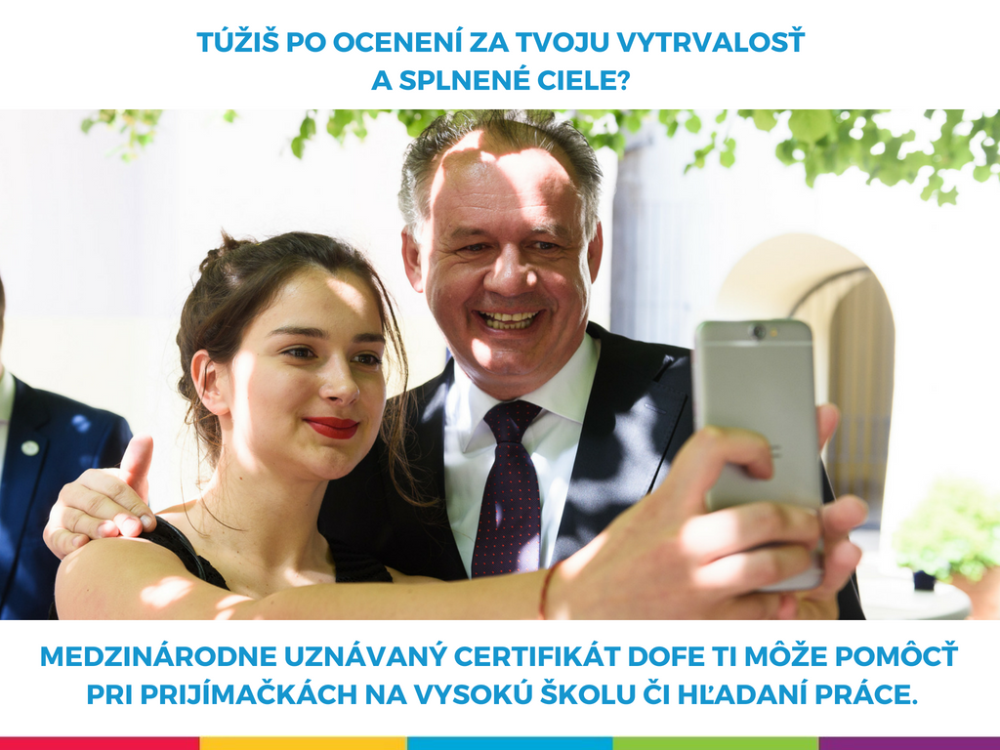 TÚŽIŠ PO OCENENÍ ZA TVOJU VYTRVALOSŤ
A SPLNENÉ CIELE?
MEDZINÁRODNE UZNÁVANÝ CERTIFIKÁT DOFE TI MÔŽE POMÔCŤ
PRI PRIJÍMAČKÁCH NA VYSOKÚ ŠKOLU ČI HĽADANÍ PRÁCE.